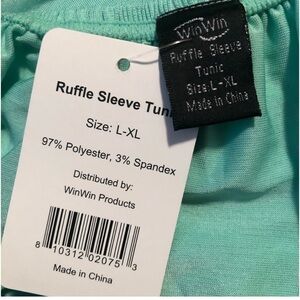 WinWin
Ruffle Sleeve
Tunic
Size:L-XL
Made in China
Ruffle Sleeve Tuni
Size: L-XL
97% Polyester, 3% Spandex
Distributed by:
WinWin Products
8 10312 02075 3
Made in China